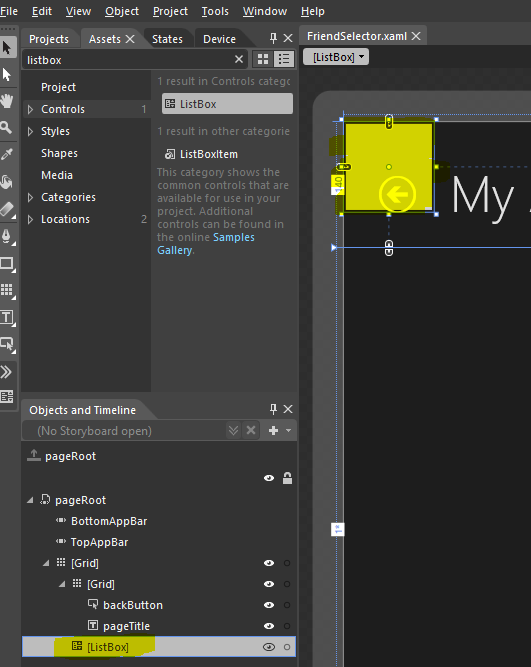 File Edit View Object Project Tools Window Help
Projects Assets States Device
listbox
Project
Controls 1
Styles
Shapes
Media
Categories
Locations 2
1 result in Controls categ
ListBox
1 result in other categorie
ListBoxItem
This category shows the
common controls that are
available for use in your
project. Additional
controls can be found in
the online Samples
Gallery.
FriendSelector.xaml
[ListBox]
140
My
1*
Objects and Timeline
(No Storyboard open)
pageRoot
pageRoot
BottomAppBar
TopAppBar
[Grid]
[Grid]
backButton
pageTitle
[ListBox]